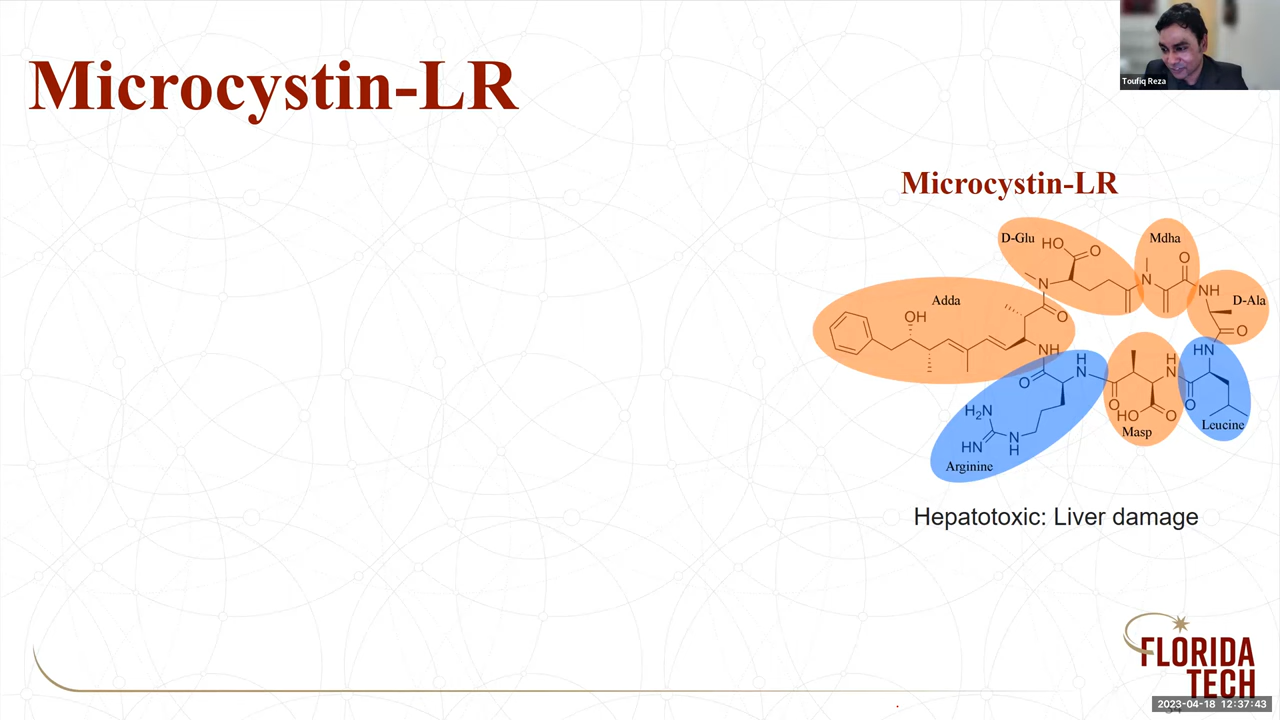 Microcystin-LR
Toufiq Reza
Microcystin-LR
D-Glu
HO
O
Mdha
O
N
N
NH
D-Ala
Adda
OH
O
O
NH
HN
O
H
N
H
N
O
O
H2N
HO
O
Leucine
Masp
HN
N
H
Arginine
Hepatotoxic: Liver damage
FLORIDA
TECH
2023-04-18 12:37:43